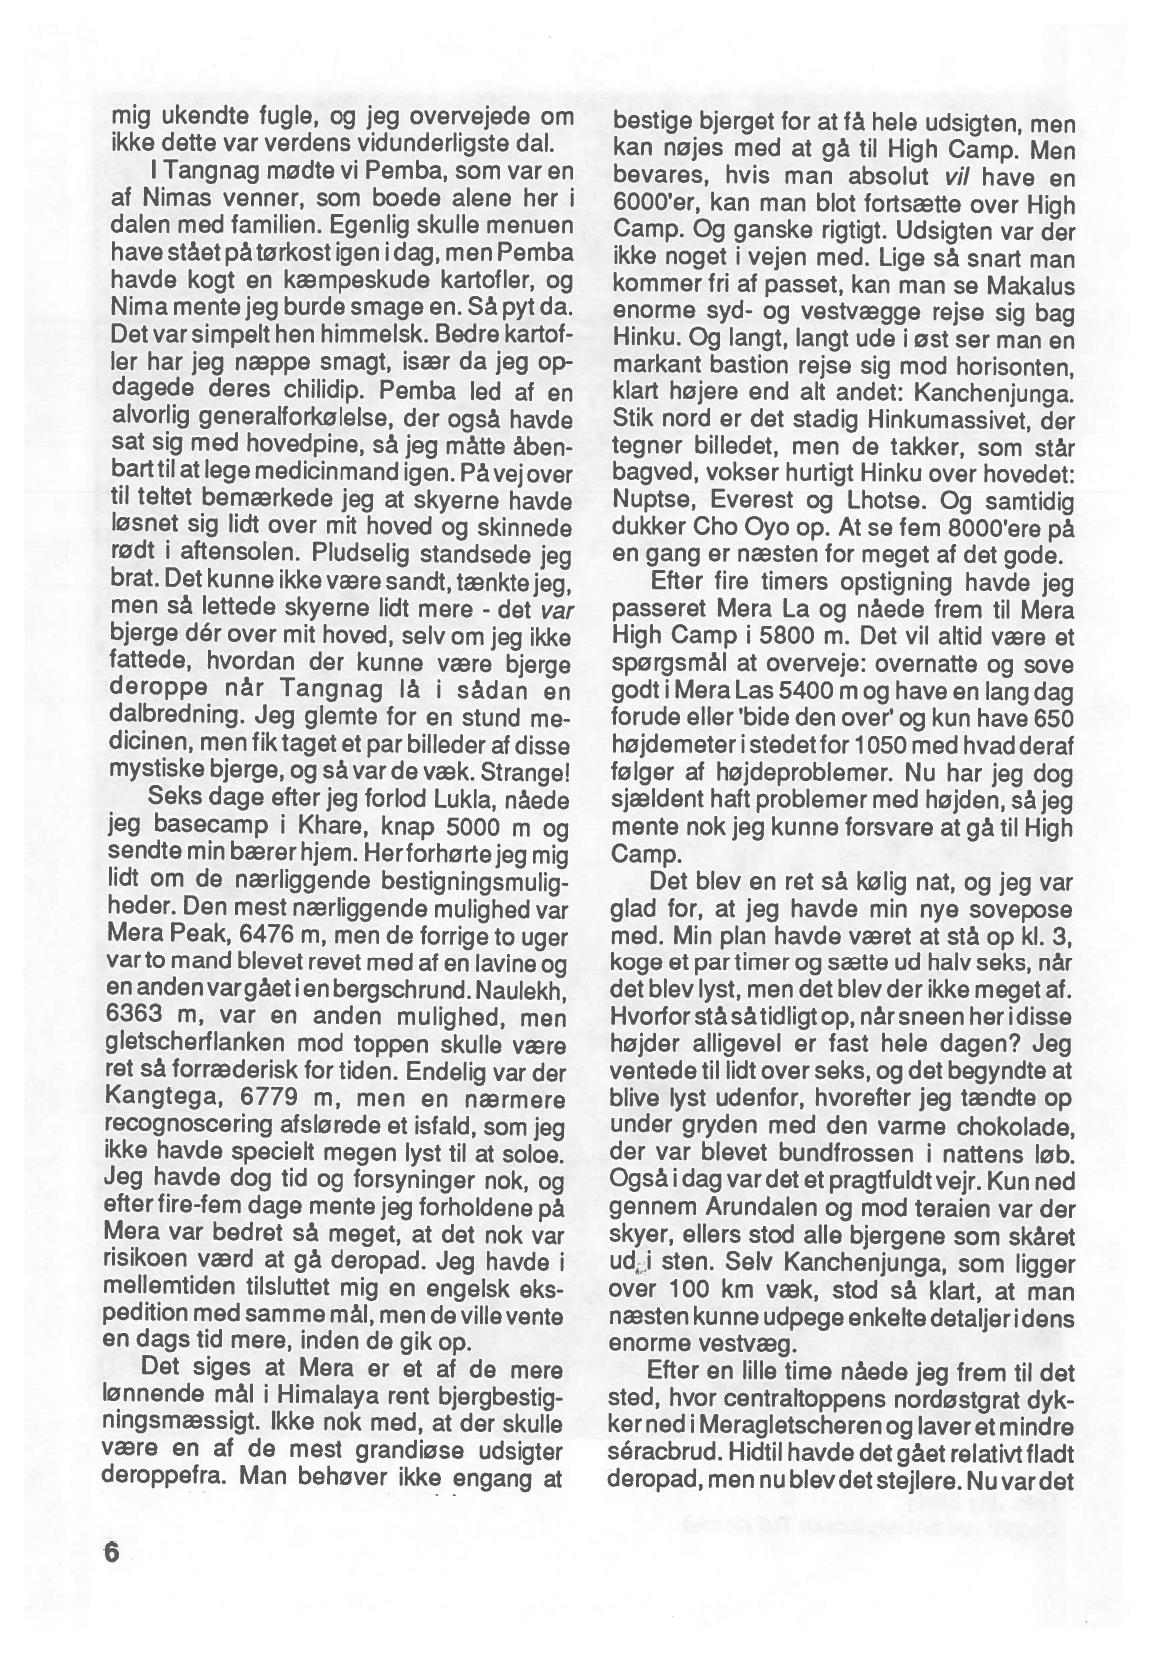 mig ukendte fugle, og jeg overvejede om
ikke dette var verdens vidunderligste dal.
I Tangnag mødte vi Pemba, som var en
af Nimas venner, som boede alene her i
dalen med familien. Egenlig skulle menuen
have stået på tørkost igen i dag, men Pemba
havde kogt en kæmpeskude kartofler, og
Nima mente jeg burde smage en. Så pyt da.
Det var simpelt hen himmelsk. Bedre kartof-
ler har jeg næppe smagt, især da jeg op-
dagede deres chilidip. Pemba led af en
alvorlig generalforkølelse, der også havde
sat sig med hovedpine, så jeg måtte åben-
bart til at lege medicinmand igen. På vej over
til teltet bemærkede jeg at skyerne havde
løsnet sig lidt over mit hoved og skinnede
rødt i aftensolen. Pludselig standsede jeg
brat. Det kunne ikke være sandt, tænkte jeg,
men så lettede skyerne lidt mere - det var
bjerge dér over mit hoved, selv om jeg ikke
fattede, hvordan der kunne være bjerge
deroppe når Tangnag lå i sådan en
dalbredning. Jeg glemte for en stund me-
dicinen, men fik taget et par billeder af disse
mystiske bjerge, og så var de væk. Strange!
Seks dage efter jeg forlod Lukla, nåede
jeg basecamp i Khare, knap 5000 m og
sendte min bærer hjem. Her forhørte jeg mig
lidt om de nærliggende bestigningsmulig-
heder. Den mest nærliggende mulighed var
Mera Peak, 6476 m, men de forrige to uger
var to mand blevet revet med af en lavine og
en anden var gået i en bergschrund. Naulekh,
6363 m, var en anden mulighed, men
gletscherflanken mod toppen skulle være
ret så forræderisk for tiden. Endelig var der
Kangtega, 6779 m, men en nærmere
recognoscering afslørede et isfald, som jeg
ikke havde specielt megen lyst til at soloe.
Jeg havde dog tid og forsyninger nok, og
efter fire-fem dage mente jeg forholdene på
Mera var bedret så meget, at det nok var
risikoen værd at gå deropad. Jeg havde i
mellemtiden tilsluttet mig en engelsk eks-
pedition med samme mål, men de ville vente
en dags tid mere, inden de gik op.
Det siges at Mera er et af de mere
lønnende mål i Himalaya rent bjergbestig-
ningsmæssigt. Ikke nok med, at der skulle
være en af de mest grandiøse udsigter
deroppefra. Man behøver ikke engang at
bestige bjerget for at få hele udsigten, men
kan nøjes med at gå til High Camp. Men
bevares, hvis man absolut vil have en
6000'er, kan man blot fortsætte over High
Camp. Og ganske rigtigt. Udsigten var der
ikke noget i vejen med. Lige så snart man
kommer fri af passet, kan man se Makalus
enorme syd- og vestvægge rejse sig bag
Hinku. Og langt, langt ude i øst ser man en
markant bastion rejse sig mod horisonten,
klart højere end alt andet: Kanchenjunga.
Stik nord er det stadig Hinkumassivet, der
tegner billedet, men de takker, som står
bagved, vokser hurtigt Hinku over hovedet:
Nuptse, Everest og Lhotse. Og samtidig
dukker Cho Oyo op. At se fem 8000'ere på
en gang er næsten for meget af det gode.
Efter fire timers opstigning havde jeg
passeret Mera La og nåede frem til Mera
High Camp i 5800 m. Det vil altid være et
spørgsmål at overveje: overnatte og sove
godt i Mera Las 5400 m og have en lang dag
forude eller 'bide den over' og kun have 650
højdemeter i stedet for 1050 med hvad deraf
følger af højdeproblemer. Nu har jeg dog
sjældent haft problemer med højden, så jeg
mente nok jeg kunne forsvare at gå til High
Camp.
Det blev en ret så kølig nat, og jeg var
glad for, at jeg havde min nye sovepose
med. Min plan havde været at stå op kl. 3,
koge et par timer og sætte ud halv seks, når
det blev lyst, men det blev der ikke meget af.
Hvorfor stå så tidligt op, når sneen her i disse
højder alligevel er fast hele dagen? Jeg
ventede til lidt over seks, og det begyndte at
blive lyst udenfor, hvorefter jeg tændte op
under gryden med den varme chokolade,
der var blevet bundfrossen i nattens løb.
Også i dag var det et pragtfuldt vejr. Kun ned
gennem Arundalen og mod teraien var der
skyer, ellers stod alle bjergene som skåret
ud i sten. Selv Kanchenjunga, som ligger
over 100 km væk, stod så klart, at man
næsten kunne udpege enkelte detaljer i dens
enorme vestvæg.
Efter en lille time nåede jeg frem til det
sted, hvor centraltoppens nordøstgrat dyk-
ker ned i Meragletscheren og laver et mindre
séracbrud. Hidtil havde det gået relativt fladt
deropad, men nu blev det stejlere. Nu var det
6